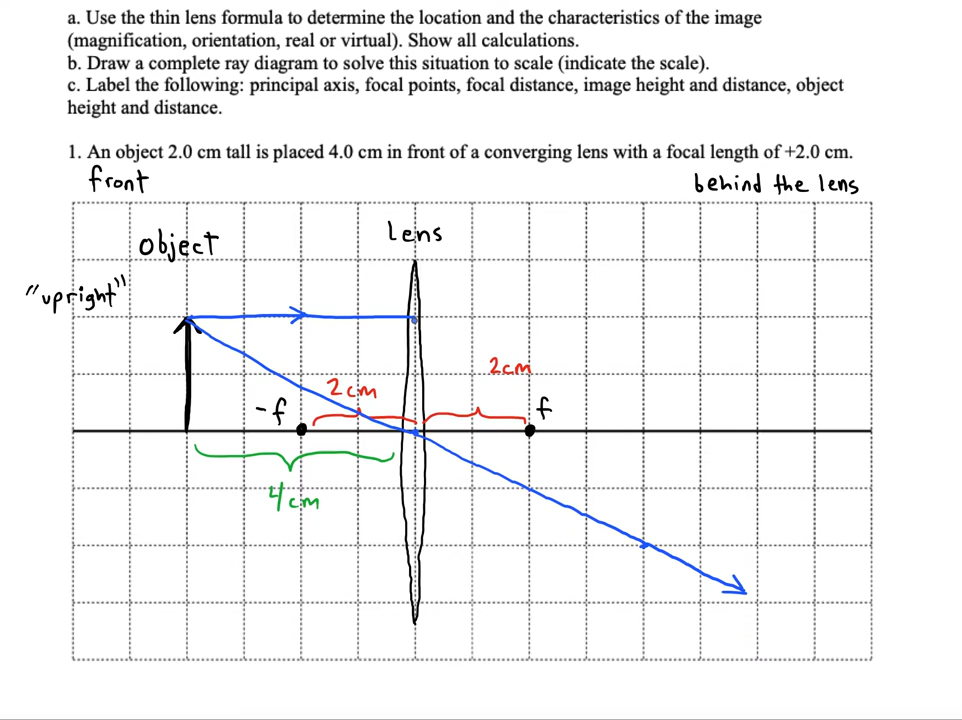 a. Use the thin lens formula to determine the location and the characteristics of the image
(magnification, orientation, real or virtual). Show all calculations.
b. Draw a complete ray diagram to solve this situation to scale (indicate the scale).
c. Label the following: principal axis, focal points, focal distance, image height and distance, object
height and distance.
1. An object 2.0 cm tall is placed 4.0 cm in front of a converging lens with a focal length of +2.0 cm.
front
behind the lens
object
lens
"upright"
2cm
2cm
-f
f
4cm